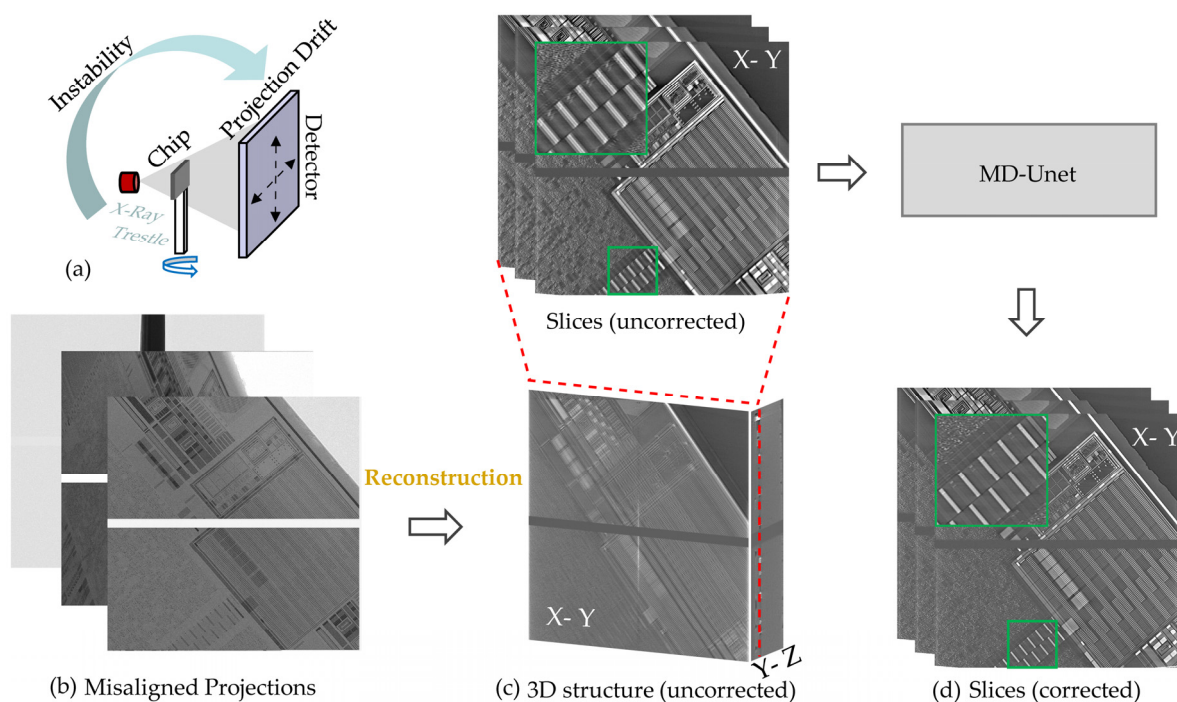 Instability
Projection Drift
Chip
Detector
X-Ray
Trestle
(a)
X- Y
Slices (uncorrected)
MD-Unet
Reconstruction
X- Y
Y- Z
X- Y
(b) Misaligned Projections
(c) 3D structure (uncorrected)
(d) Slices (corrected)